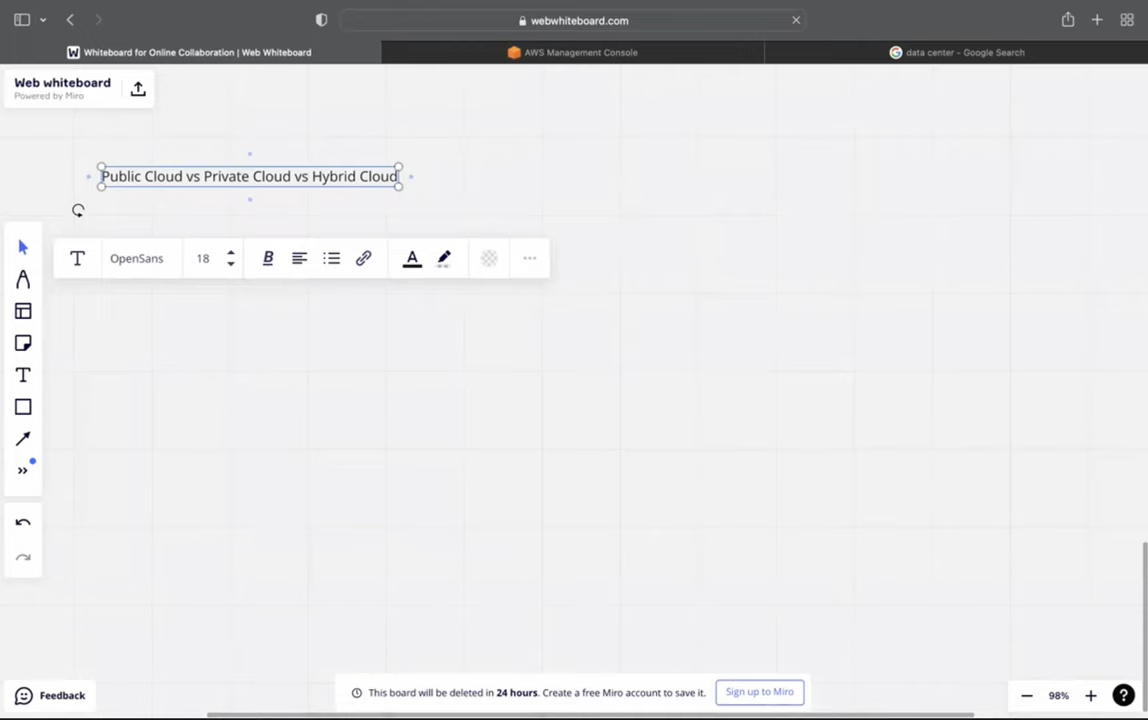 webwhiteboard.com
Whiteboard for Online Collaboration | Web Whiteboard
AWS Management Console
data center - Google Search
Web whiteboard
Powered by Miro
Public Cloud vs Private Cloud vs Hybrid Cloud
T OpenSans 18 B A
T
Feedback
This board will be deleted in 24 hours. Create a free Miro account to save it.
Sign up to Miro
98%
?